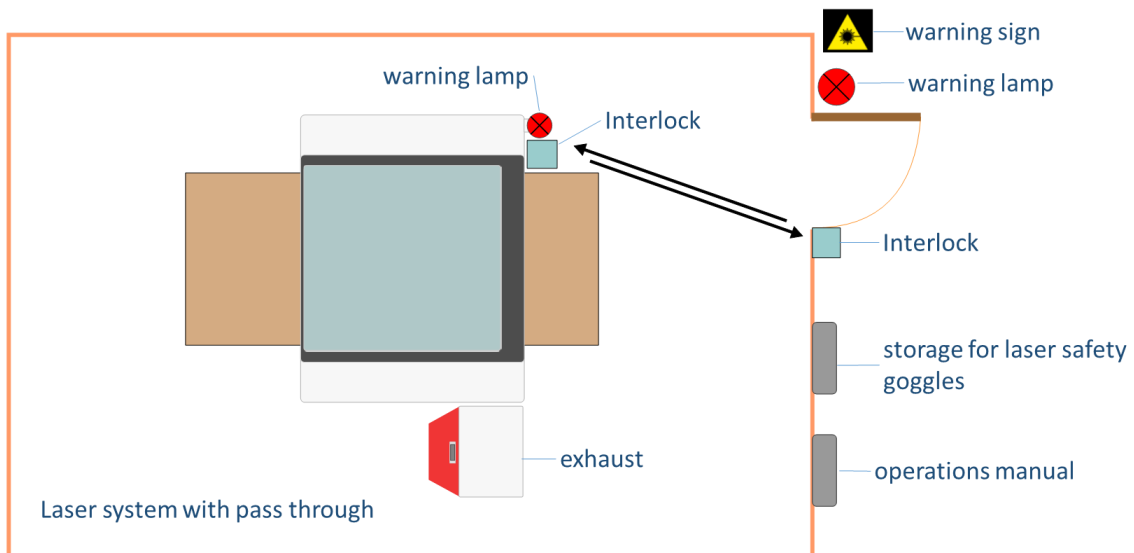 warning sign
warning lamp
warning lamp
Interlock
Interlock
storage for laser safety
goggles
exhaust
operations manual
Laser system with pass through